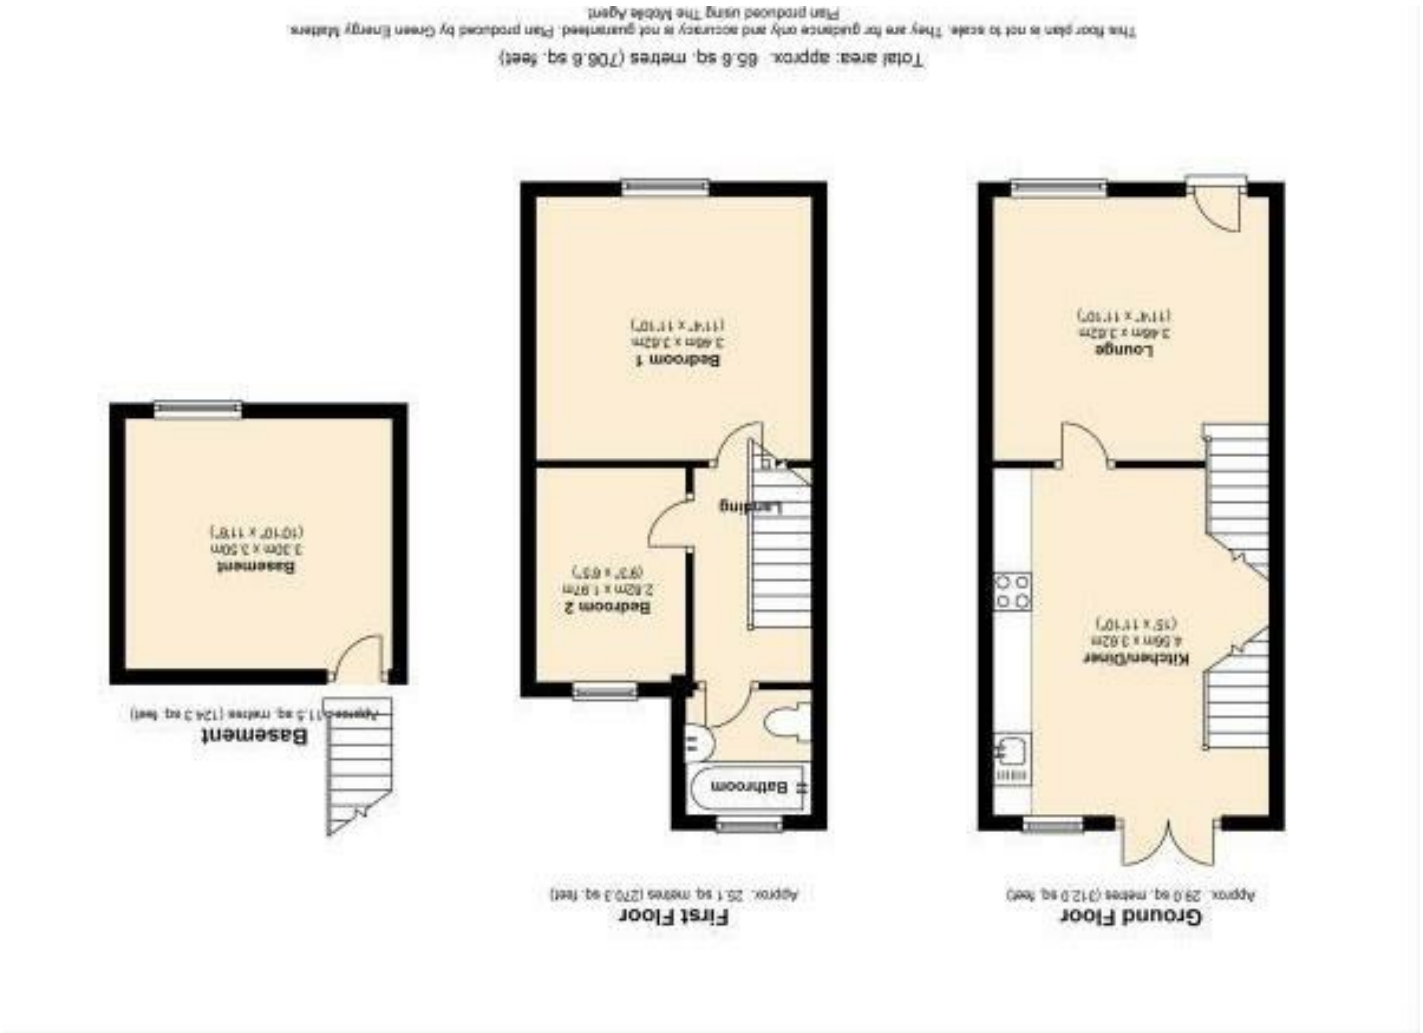 Ground Floor
Approx. 29.0 sq. metres (312.0 sq. feet)
Kitchen/Diner
4.56m x 3.62m
(15' x 11'10")
Lounge
3.46m x 3.62m
(11'4" x 11'10")
First Floor
Approx. 25.1 sq. metres (270.3 sq. feet)
Bathroom
Bedroom 2
2.82m x 1.97m
(9'3" x 6'5")
Landing
Bedroom 1
3.46m x 3.62m
(11'4" x 11'10")
Basement
Approx. 11.5 sq. metres (124.3 sq. feet)
Basement
3.30m x 3.50m
(10'10" x 11'6")
Total area: approx. 65.6 sq. metres (706.6 sq. feet)
This floor plan is not to scale. They are for guidance only and accuracy is not guaranteed. Plan produced by Green Energy Matters
Plan produced using The Mobile Agent.